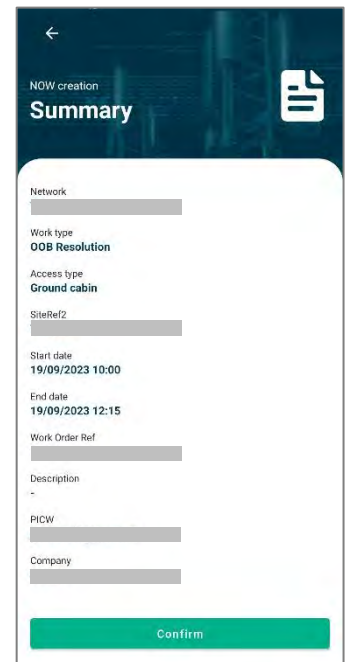 NOW creation
Summary
Network
Work type
OOB Resolution
Access type
Ground cabin
SiteRef2
Start date
19/09/2023 10:00
End date
19/09/2023 12:15
Work Order Ref
Description
-
PICW
Company
Confirm